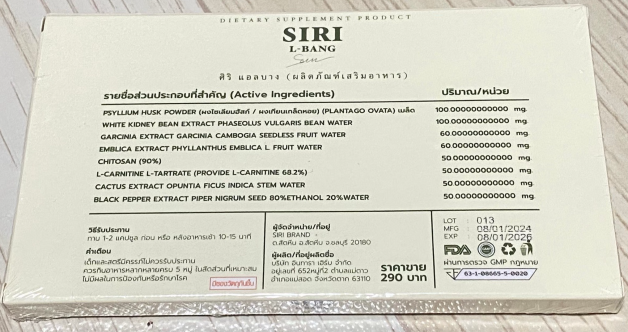 DIETARY SUPPLEMENT PRODUCT
SIRI
L-BANG
Siri
ศิริ แอลบาง (ผลิตภัณฑ์เสริมอาหาร)
รายชื่อส่วนประกอบที่สำคัญ (Active Ingredients) ปริมาณ/หน่วย
PSYLLIUM HUSK POWDER (ผงไซเลียมฮัสก์ / ผงเทียนเกล็ดหอย) (PLANTAGO OVATA) เมล็ด 100.00000000000 mg.
WHITE KIDNEY BEAN EXTRACT PHASEOLUS VULGARIS BEAN WATER 100.00000000000 mg.
GARCINIA EXTRACT GARCINIA CAMBOGIA SEEDLESS FRUIT WATER 60.00000000000 mg.
EMBLICA EXTRACT PHYLLANTHUS EMBLICA L FRUIT WATER 60.00000000000 mg.
CHITOSAN (90%) 50.00000000000 mg.
L-CARNITINE L-TARTRATE (PROVIDE L-CARNITINE 68.2%) 50.00000000000 mg.
CACTUS EXTRACT OPUNTIA FICUS INDICA STEM WATER 50.00000000000 mg.
BLACK PEPPER EXTRACT PIPER NIGRUM SEED 80%ETHANOL 20%WATER 50.00000000000 mg.
วิธีรับประทาน
ทาน 1-2 แคปซูล ก่อน หรือ หลังอาหารเช้า 10-15 นาที
คำเตือน
เด็กและสตรีมีครรภ์ไม่ควรรับประทาน
ควรกินอาหารหลากหลายครบ 5 หมู่ ในสัดส่วนที่เหมาะสม
ไม่มีผลในการป้องกันหรือรักษาโรค
มีซองวัตถุกันชื้น
ผู้จัดจำหน่าย/ที่อยู่
SIRI BRAND -
ต.สัตหีบ อ.สัตหีบ จ.ชลบุรี 20180
ผู้ผลิต/ที่อยู่ผู้ผลิต
บริษัท อินทารา เฮิร์บ จำกัด
อยู่เลขที่ 652หมู่ที่2 ตำบลแม่ตาว
อำเภอแม่สอด จังหวัดตาก 63110
ราคาขาย
290 บาท
LOT : 013
MFG : 08/01/2024
EXP : 08/01/2026
FDA
ผ่านการตรวจ GMP กฎหมาย
63-1-08665-5-0020